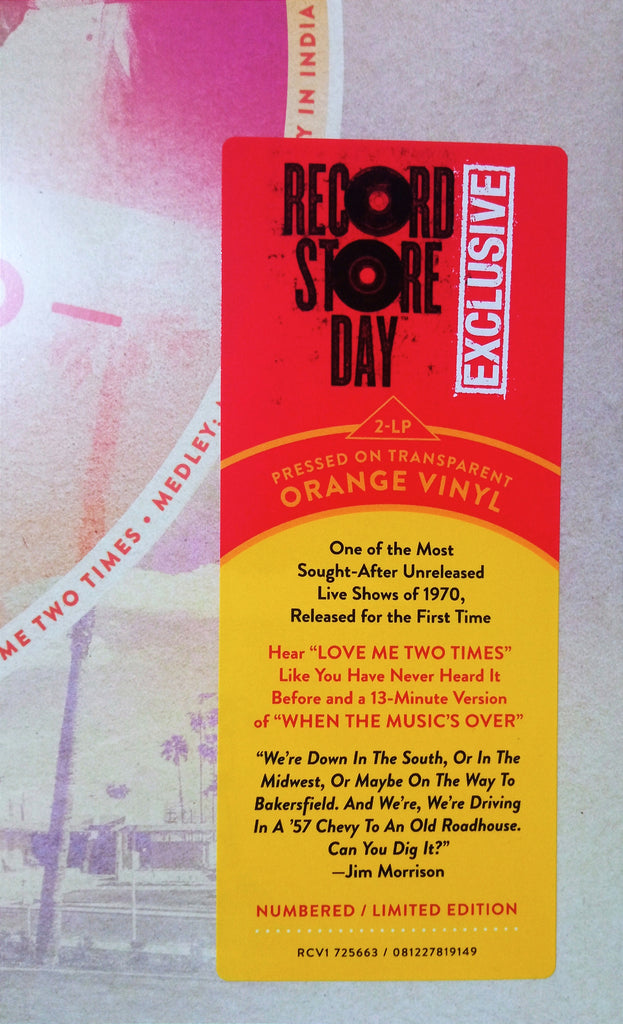 Y IN INDIA
RECORD
STORE
DAY
EXCLUSIVE
2-LP
PRESSED ON TRANSPARENT
ORANGE VINYL
ME TWO TIMES • MEDLEY:
One of the Most
Sought-After Unreleased
Live Shows of 1970,
Released for the First Time
Hear “LOVE ME TWO TIMES”
Like You Have Never Heard It
Before and a 13-Minute Version
of “WHEN THE MUSIC’S OVER”
“We’re Down In The South, Or In The
Midwest, Or Maybe On The Way To
Bakersfield. And We’re, We’re Driving
In A ’57 Chevy To An Old Roadhouse.
Can You Dig It?”
—Jim Morrison
NUMBERED / LIMITED EDITION
RCV1 725663 / 081227819149